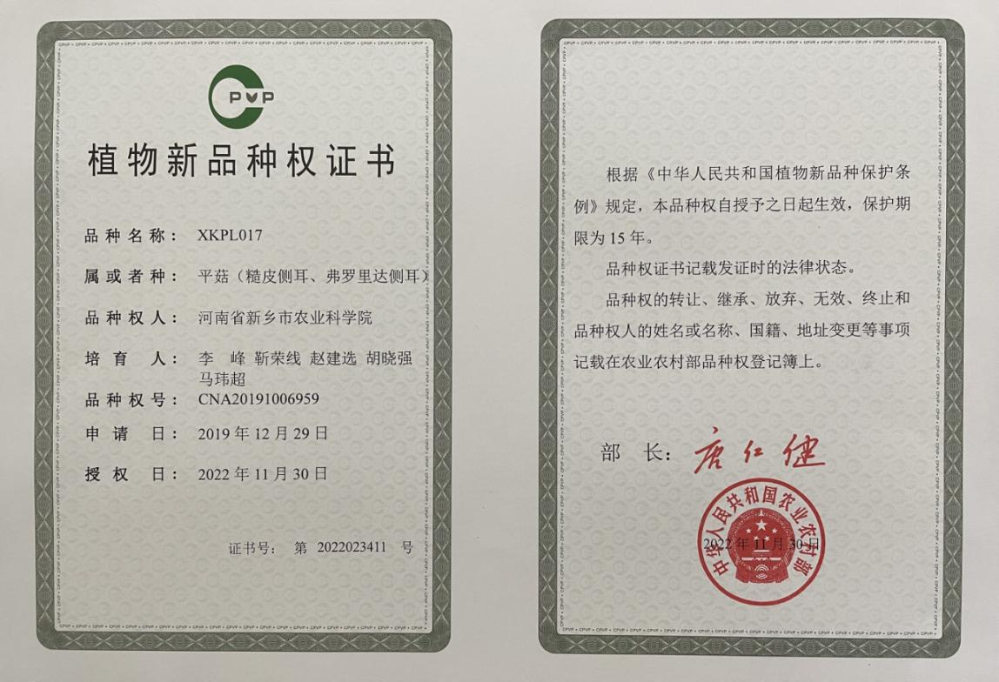 CPVP
植物新品种权证书
品种名称： XKPL017
属或者种： 平菇（糙皮侧耳、弗罗里达侧耳）
品种权人： 河南省新乡市农业科学院
培育 人： 李 峰 靳荣线 赵建选 胡晓强
马玮超
品种权号： CNA20191006959
申请 日： 2019 年 12 月 29 日
授权 日： 2022 年 11 月 30 日
证书号： 第 2022023411 号
根据《中华人民共和国植物新品种保护条
例》规定，本品种权自授予之日起生效，保护期
限为 15 年。
品种权证书记载发证时的法律状态。
品种权的转让、继承、放弃、无效、终止和
品种权人的姓名或名称、国籍、地址变更等事项
记载在农业农村部品种权登记簿上。
部 长： 唐仁健
中华人民共和国农业农村部
2022 年 11 月 30 日